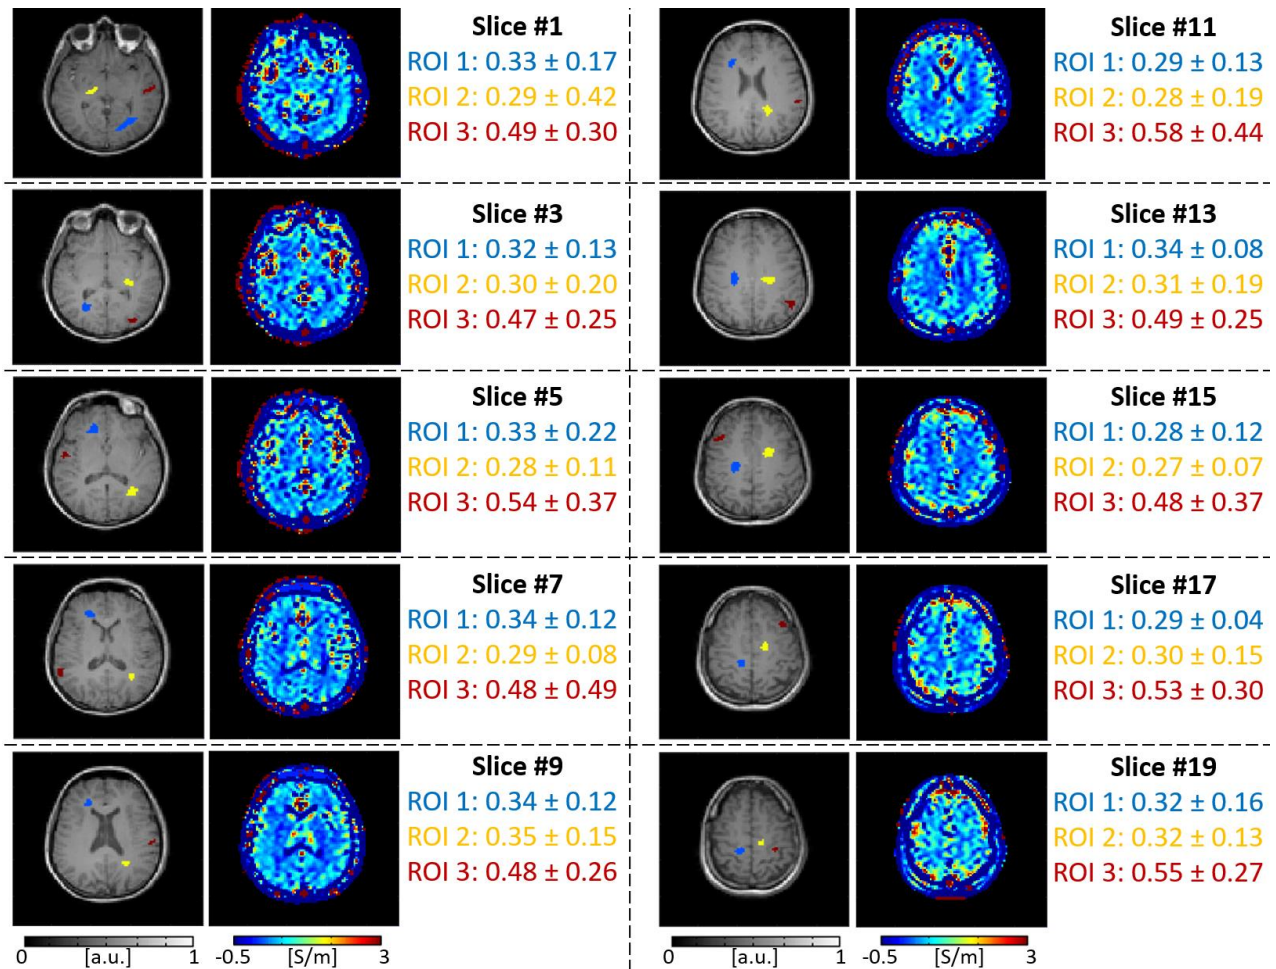 Slice #1
ROI 1: 0.33 ± 0.17
ROI 2: 0.29 ± 0.42
ROI 3: 0.49 ± 0.30
Slice #3
ROI 1: 0.32 ± 0.13
ROI 2: 0.30 ± 0.20
ROI 3: 0.47 ± 0.25
Slice #5
ROI 1: 0.33 ± 0.22
ROI 2: 0.28 ± 0.11
ROI 3: 0.54 ± 0.37
Slice #7
ROI 1: 0.34 ± 0.12
ROI 2: 0.29 ± 0.08
ROI 3: 0.48 ± 0.49
Slice #9
ROI 1: 0.34 ± 0.12
ROI 2: 0.35 ± 0.15
ROI 3: 0.48 ± 0.26
0 [a.u.] 1 -0.5 [S/m] 3
Slice #11
ROI 1: 0.29 ± 0.13
ROI 2: 0.28 ± 0.19
ROI 3: 0.58 ± 0.44
Slice #13
ROI 1: 0.34 ± 0.08
ROI 2: 0.31 ± 0.19
ROI 3: 0.49 ± 0.25
Slice #15
ROI 1: 0.28 ± 0.12
ROI 2: 0.27 ± 0.07
ROI 3: 0.48 ± 0.37
Slice #17
ROI 1: 0.29 ± 0.04
ROI 2: 0.30 ± 0.15
ROI 3: 0.53 ± 0.30
Slice #19
ROI 1: 0.32 ± 0.16
ROI 2: 0.32 ± 0.13
ROI 3: 0.55 ± 0.27
0 [a.u.] 1 -0.5 [S/m] 3